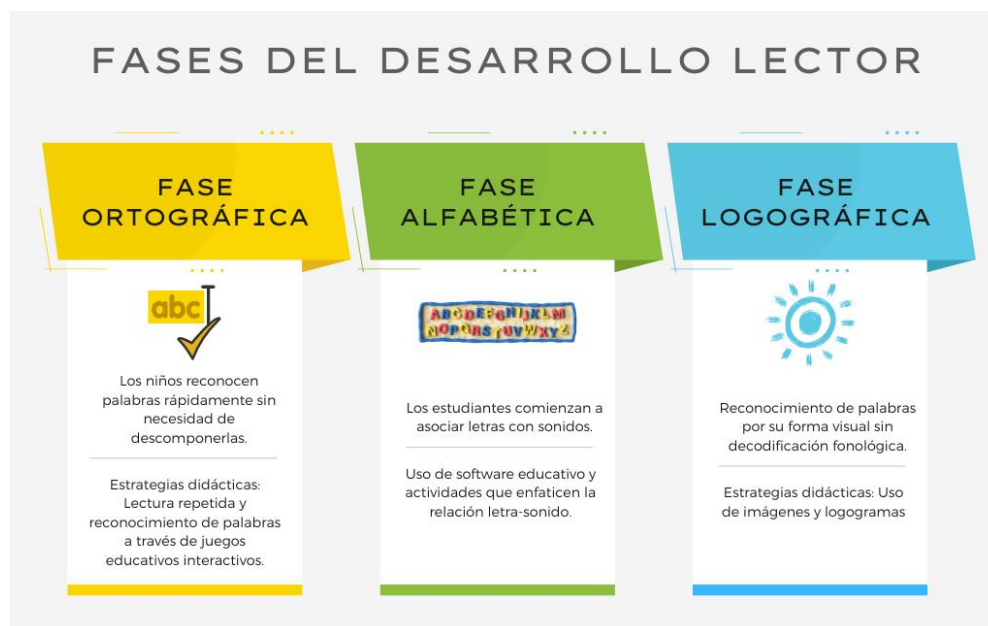 FASES DEL DESARROLLO LECTOR
FASE
ORTOGRÁFICA
abc
Los niños reconocen
palabras rápidamente sin
necesidad de
descomponerlas.
Estrategias didácticas:
Lectura repetida y
reconocimiento de palabras
a través de juegos
educativos interactivos.
FASE
ALFABÉTICA
ABCDEFGHIJKLM
NOPQRSTUVWXYZ
Los estudiantes comienzan a
asociar letras con sonidos.
Uso de software educativo y
actividades que enfaticen la
relación letra-sonido.
FASE
LOGOGRÁFICA
Reconocimiento de palabras
por su forma visual sin
decodificación fonológica.
Estrategias didácticas: Uso
de imágenes y logogramas